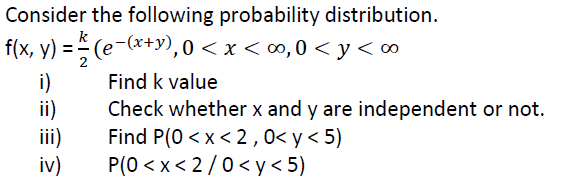 Consider the following probability distribution.
f(x, y) = k/2 (e^−(x+y), 0 < x < ∞, 0 < y < ∞
i) Find k value
ii) Check whether x and y are independent or not.
iii) Find P(0 < x < 2 , 0< y < 5)
iv) P(0 < x < 2 / 0 < y < 5)